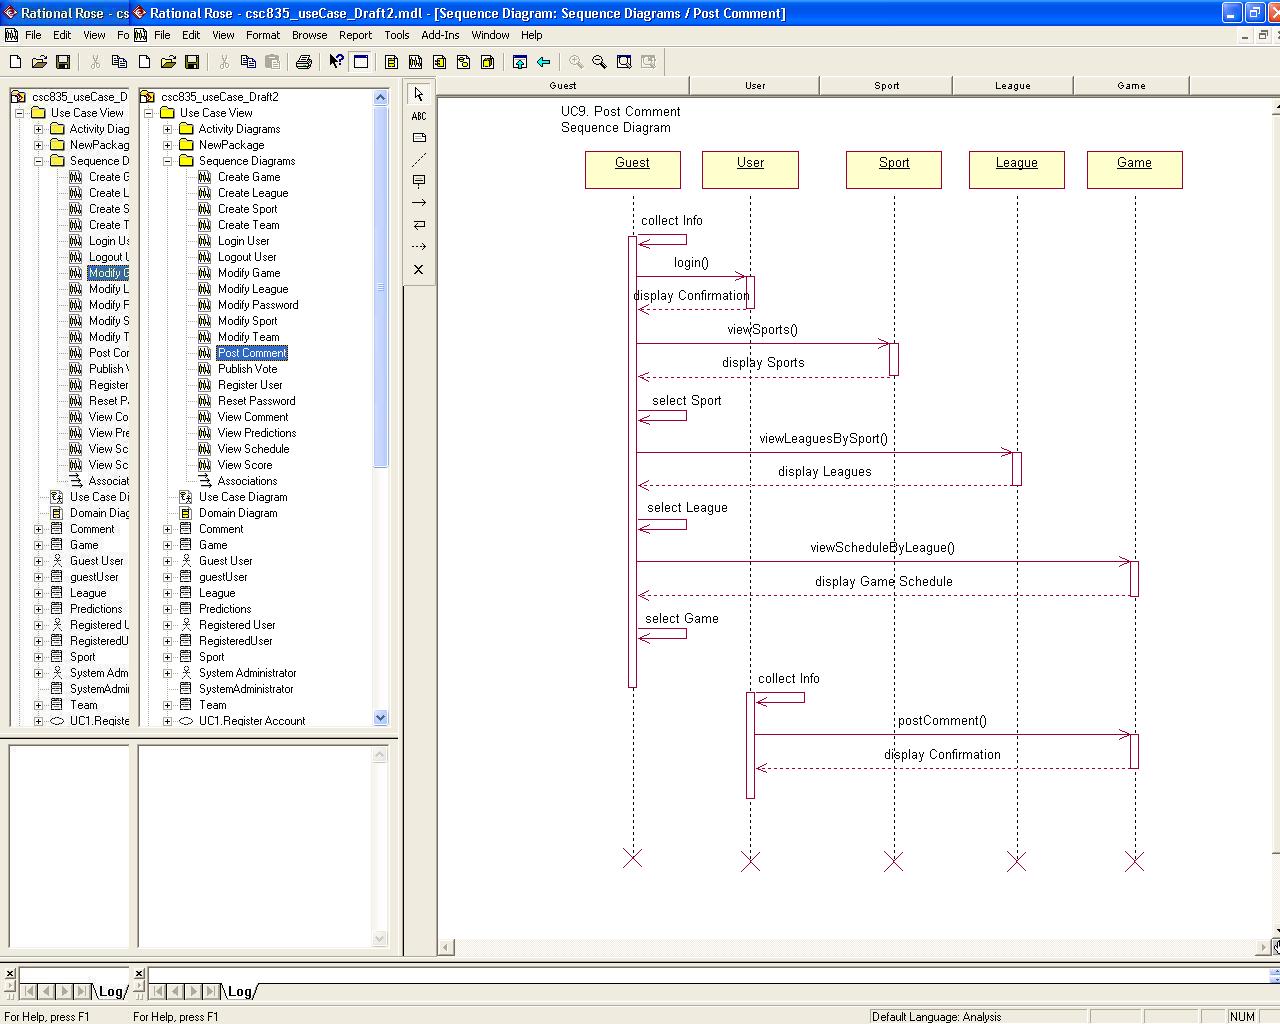 Rational Rose - cs
Rational Rose - csc835_useCase_Draft2.mdl - [Sequence Diagram: Sequence Diagrams / Post Comment]
File Edit View Fo
File Edit View Format Browse Report Tools Add-Ins Window Help
csc835_useCase_D
Use Case View
Activity Diag
NewPackag
Sequence D
Create G
Create L
Create S
Create T
Login Us
Logout U
Modify G
Modify L
Modify P
Modify S
Modify T
Post Cor
Publish V
Register
Reset P
View Co
View Pre
View Sc
View Sc
Associat
Use Case Di
Domain Diag
Comment
Game
Guest User
guestUser
League
Predictions
Registered U
RegisteredU
Sport
System Adm
SystemAdmi
Team
UC1.Registe
csc835_useCase_Draft2
Use Case View
Activity Diagrams
NewPackage
Sequence Diagrams
Create Game
Create League
Create Sport
Create Team
Login User
Logout User
Modify Game
Modify League
Modify Password
Modify Sport
Modify Team
Post Comment
Publish Vote
Register User
Reset Password
View Comment
View Predictions
View Schedule
View Score
Associations
Use Case Diagram
Domain Diagram
Comment
Game
Guest User
guestUser
League
Predictions
Registered User
RegisteredUser
Sport
System Administrator
SystemAdministrator
Team
UC1.Register Account
ABC
Guest User Sport League Game
UC9. Post Comment
Sequence Diagram
Guest User Sport League Game
collect Info
login()
display Confirmation
viewSports()
display Sports
select Sport
viewLeaguesBySport()
display Leagues
select League
viewScheduleByLeague()
display Game Schedule
select Game
collect Info
postComment()
display Confirmation
Log
Log
For Help, press F1
For Help, press F1
Default Language: Analysis
NUM